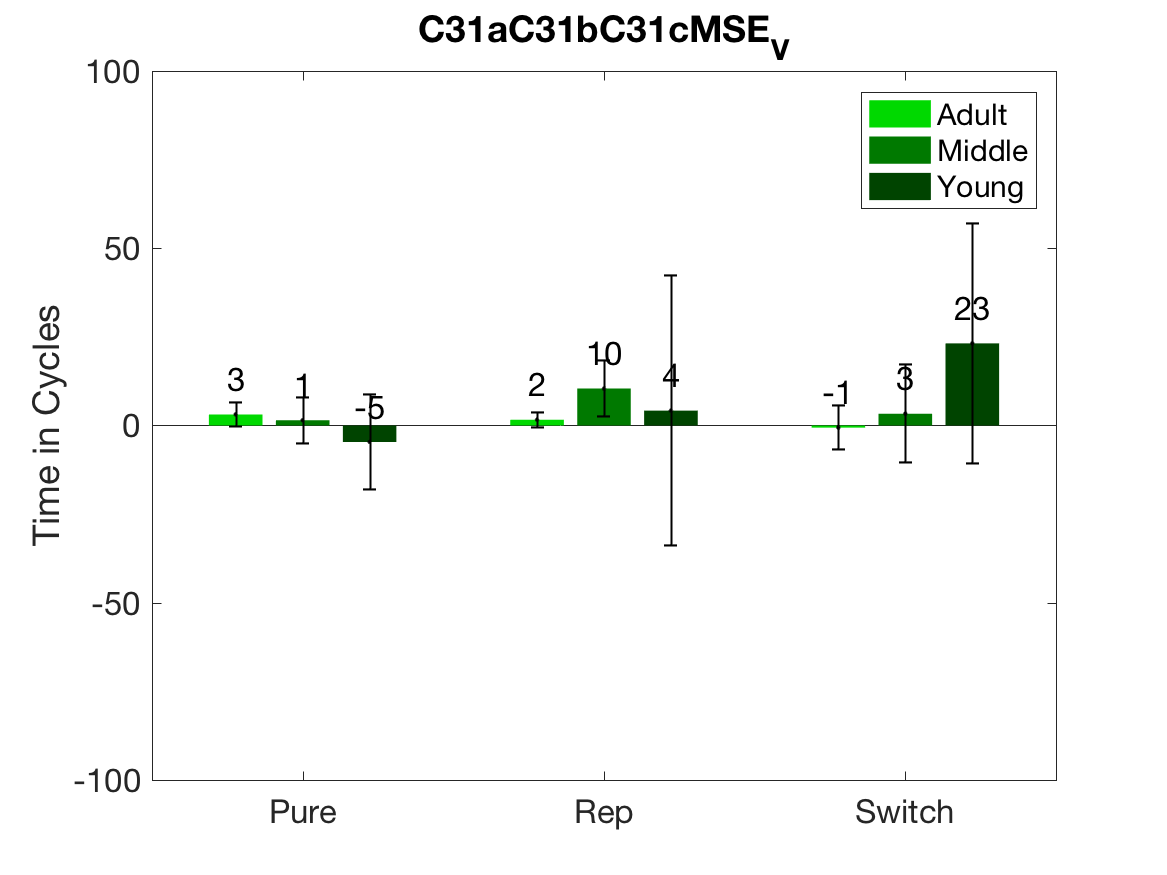 C31aC31bC31cMSEV
100
50
0
-50
-100
Time in Cycles
Adult
Middle
Young
3
1
-5
2
10
4
-1
3
23
Pure
Rep
Switch